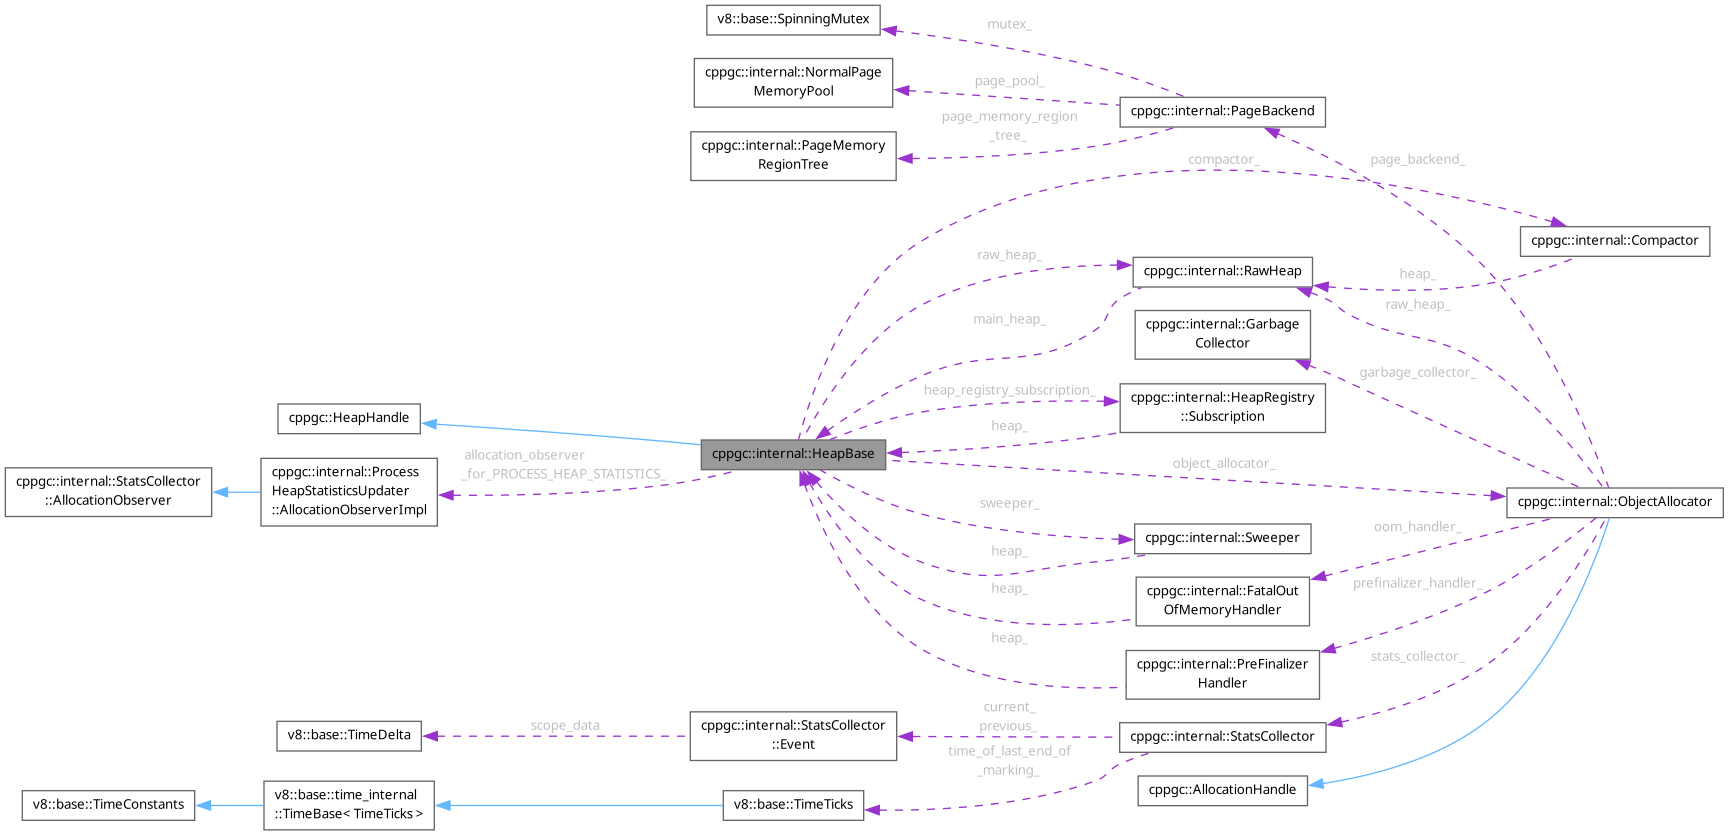 v8::base::SpinningMutex
mutex_
cppgc::internal::NormalPage
MemoryPool
page_pool_
cppgc::internal::PageBackend
page_memory_region
_tree_
cppgc::internal::PageMemory
RegionTree
compactor_
page_backend_
cppgc::internal::Compactor
raw_heap_
cppgc::internal::RawHeap
heap_
raw_heap_
main_heap_
cppgc::internal::Garbage
Collector
garbage_collector_
heap_registry_subscription_
cppgc::internal::HeapRegistry
::Subscription
heap_
cppgc::HeapHandle
cppgc::internal::HeapBase
allocation_observer
_for_PROCESS_HEAP_STATISTICS_
object_allocator_
cppgc::internal::StatsCollector
::AllocationObserver
cppgc::internal::Process
HeapStatisticsUpdater
::AllocationObserverImpl
cppgc::internal::ObjectAllocator
sweeper_
oom_handler_
cppgc::internal::Sweeper
heap_
heap_
cppgc::internal::FatalOut
OfMemoryHandler
prefinalizer_handler_
heap_
cppgc::internal::PreFinalizer
Handler
stats_collector_
current_
previous_
v8::base::TimeDelta
scope_data
cppgc::internal::StatsCollector
::Event
cppgc::internal::StatsCollector
time_of_last_end_of
_marking_
v8::base::TimeConstants
v8::base::time_internal
::TimeBase< TimeTicks >
v8::base::TimeTicks
cppgc::AllocationHandle